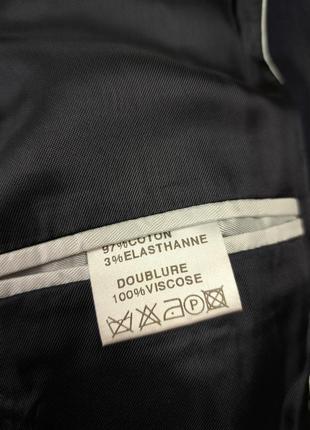 97%COTON
3%ELASTHANNE
DOUBLURE
100%VISCOSE
P